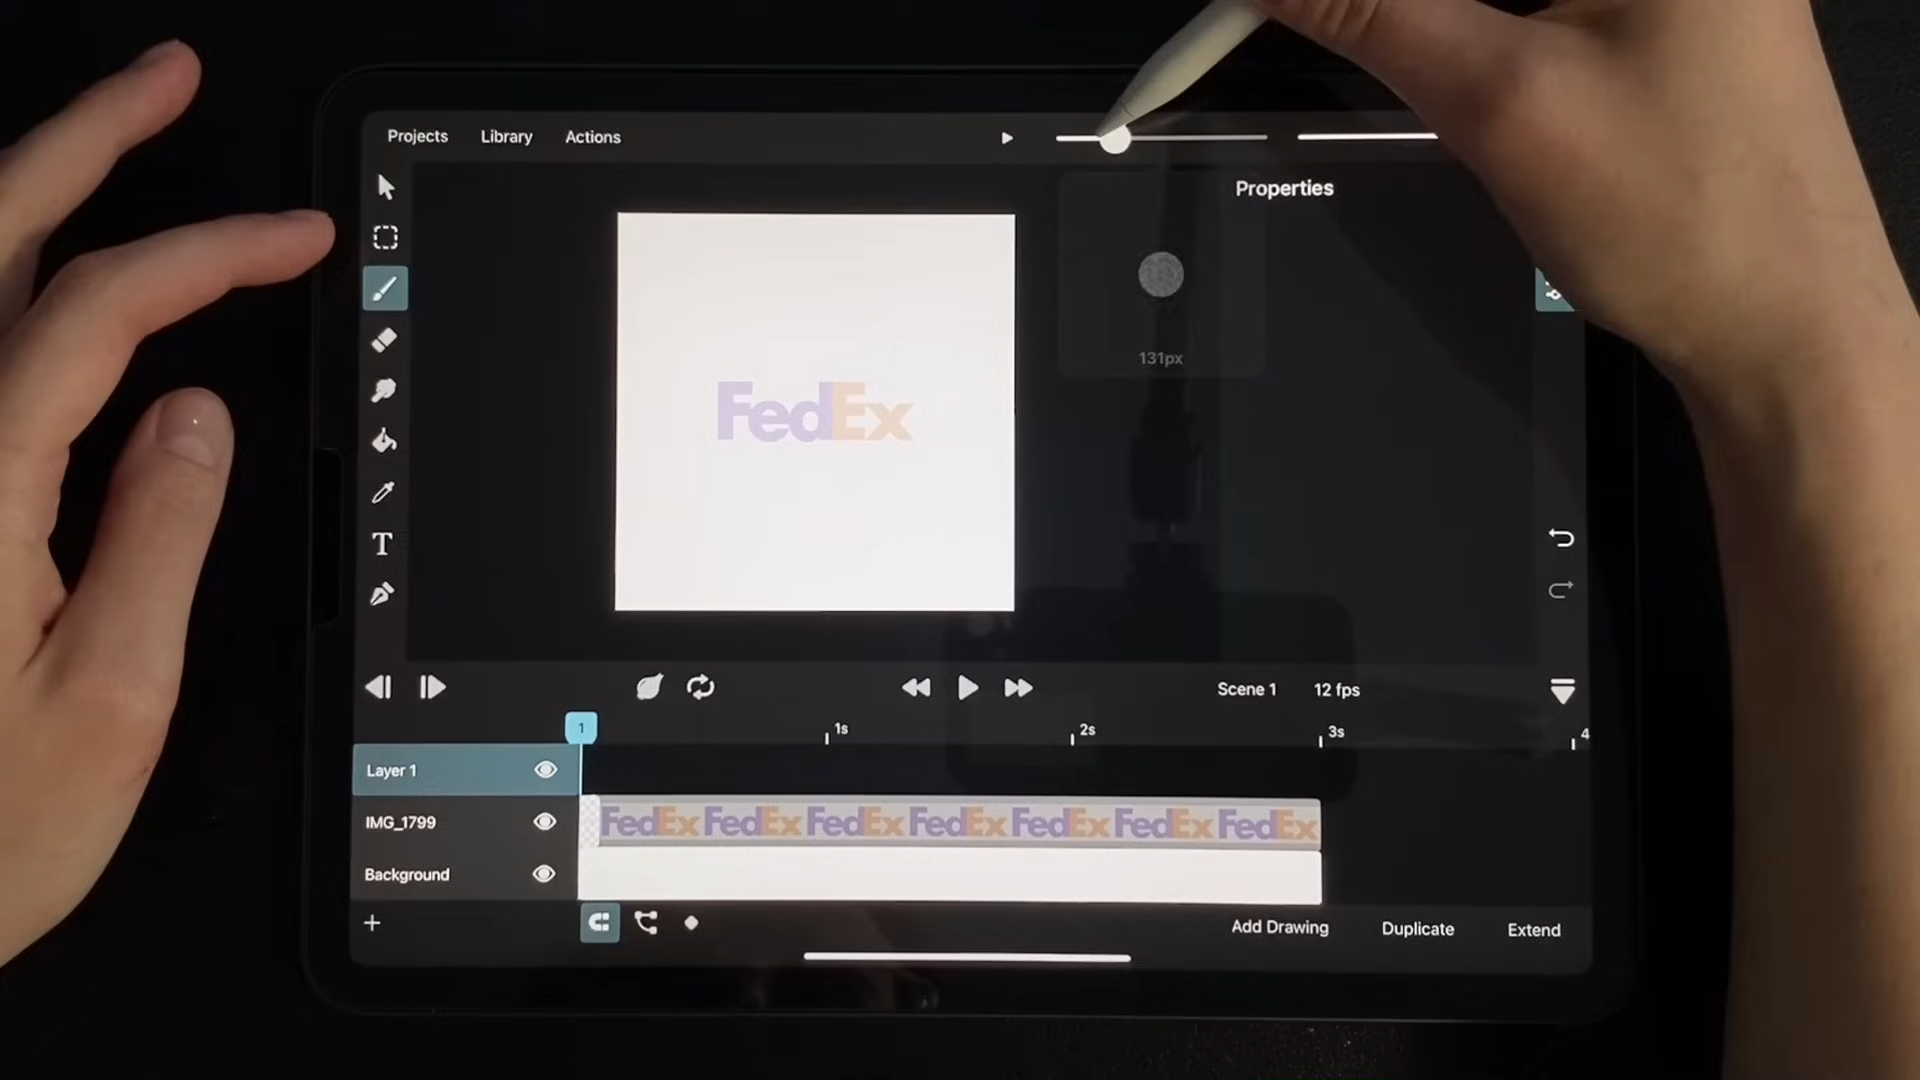 Projects Library Actions
Properties
131px
FedEx
Scene 1 12 fps
1 1s 2s 3s 4
Layer 1
IMG_1799
FedEx FedEx FedEx FedEx FedEx FedEx FedEx
Background
Add Drawing Duplicate Extend